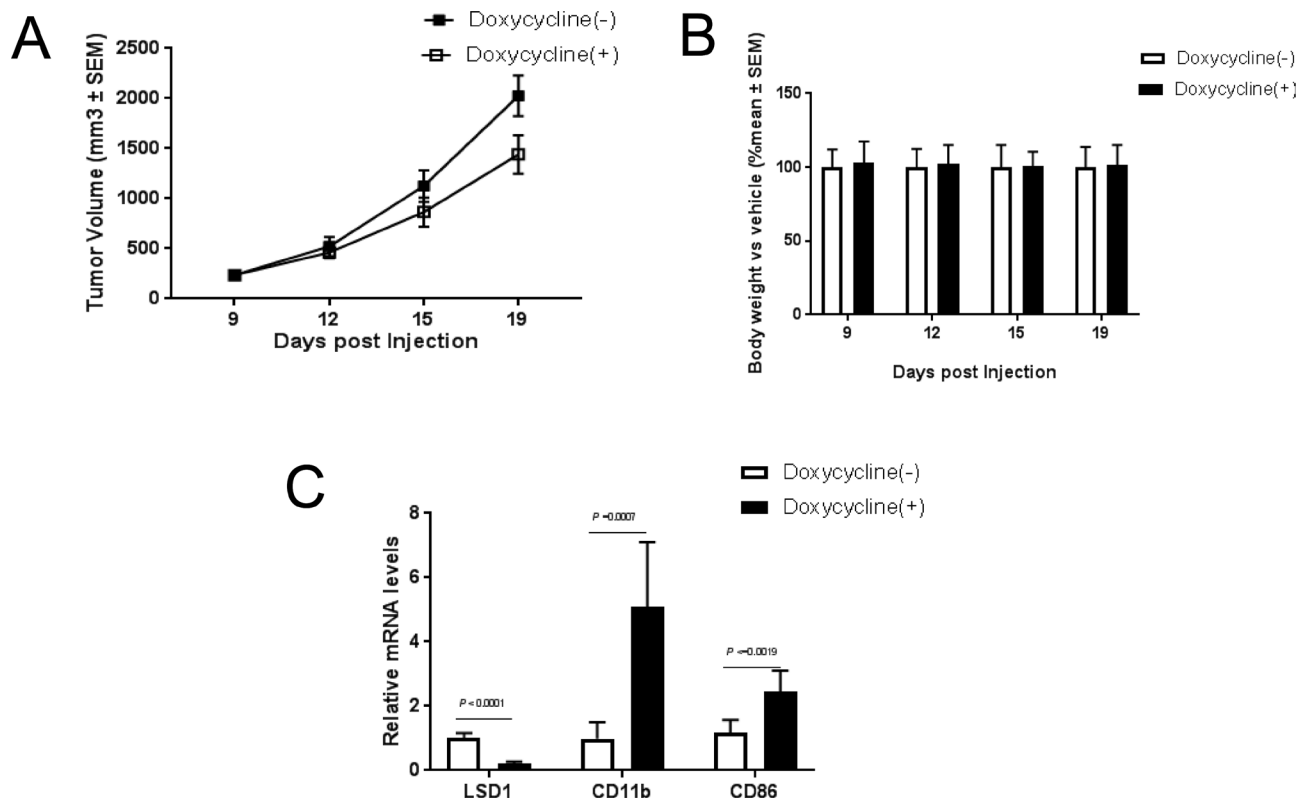 A
Doxycycline(-)
Doxycycline(+)
Tumor Volume (mm3 ± SEM)
2500
2000
1500
1000
500
0
9 12 15 19
Days post Injection
B
Doxycycline(-)
Doxycycline(+)
Body weight vs vehicle (%mean ± SEM)
150
100
50
0
9 12 15 19
Days post Injection
C
Doxycycline(-)
Doxycycline(+)
Relative mRNA levels
8
6
4
2
0
P < 0.0001
P =0.0007
P <=0.0019
LSD1 CD11b CD86